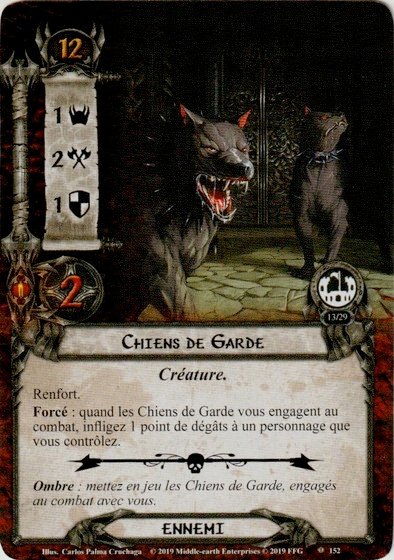 12
1
2
1
2
13/29
CHIENS DE GARDE
Créature.
Renfort.
Forcé : quand les Chiens de Garde vous engagent au
combat, infligez 1 point de dégâts à un personnage que
vous contrôlez.
Ombre : mettez en jeu les Chiens de Garde, engagés
au combat avec vous.
ENNEMI
Illus. Carlos Palma Cruchaga © 2019 Middle-earth Enterprises © 2019 FFG 152